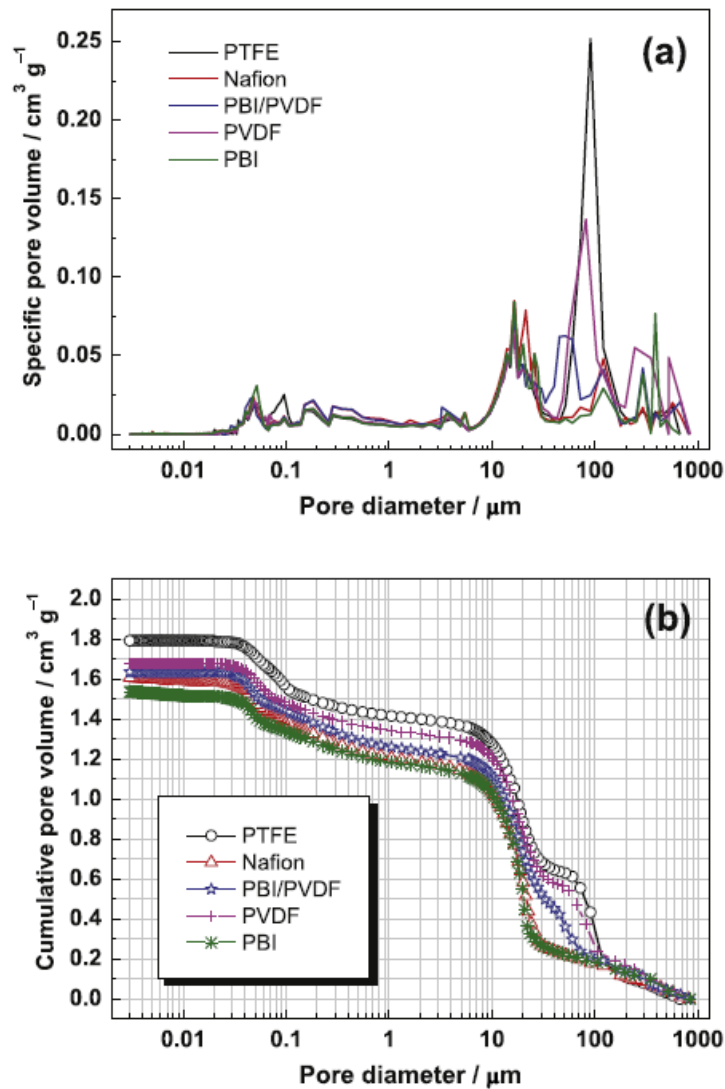 (a)
PTFE
Nafion
PBI/PVDF
PVDF
PBI
Specific pore volume / cm³ g⁻¹
0.25
0.20
0.15
0.10
0.05
0.00
0.01 0.1 1 10 100 1000
Pore diameter / μm
(b)
Cumulative pore volume / cm³ g⁻¹
2.0
1.8
1.6
1.4
1.2
1.0
0.8
0.6
0.4
0.2
0.0
PTFE
Nafion
PBI/PVDF
PVDF
PBI
0.01 0.1 1 10 100 1000
Pore diameter / μm